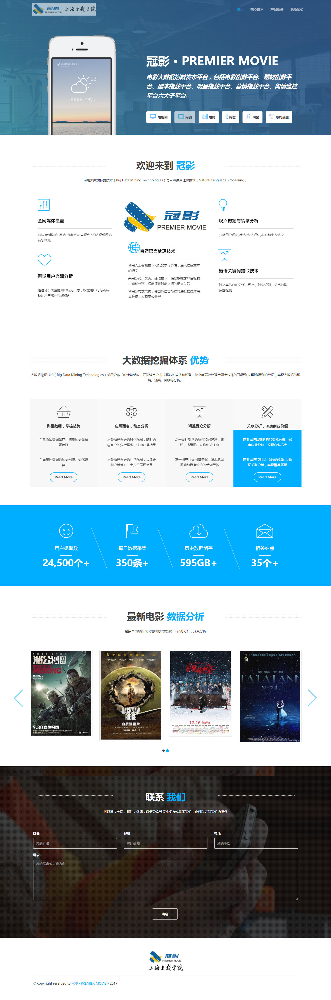 冠影 PREMIER MOVIE 上海电影学院
主页 核心技术 产品服务 联系我们
Sanabria Lake's
22°
Sunny day
冠影 · PREMIER MOVIE
电影大数据指数发布平台,包括电影指数平台、题材指数平
台、剧本指数平台、明星指数平台、营销指数平台、舆情监控
平台六大子平台。
电视剧 网剧 电影 综艺 明星 每周话题
欢迎来到 冠影
采用大数据挖掘技术(Big Data Mining Technologies)与自然语言理解技术(Natural Language Processing)
全网媒体覆盖
论坛 新闻站点 微博 博客站点 电视台 纸媒 视频网站
音乐站点
海量用户兴趣分析
通过分析大量的用户行为日志,挖掘用户行为所反
映的用户潜在兴趣取向
冠影
PREMIER MOVIE
自然语言处理技术
利用人工智能技术和机器学习算法,深入理解文本
的语义
采用分类、聚类、抽取技术,深度挖掘客户目标的
内涵和外延,深度探索对象之间的语义关联
利用分布式架构,使自然语言处理算法轻松应对海
量数据,实现高效分析
观点挖掘与情感分析
分析用户观点,反馈,情感,评估,态度和个人情感
短语关键词抽取技术
对文本信息的分类、聚类、对象识别、关系抽取、
话题检测
大数据挖掘体系 优势
大数据挖掘技术(Big Data Mining Technologies)采用分布式的计算架构,开发适合分布式环境的算法和模型,使之能高效处理全网全媒体的TB级别甚至PB级别的数据,实现大数据的聚
类、分类、关联等分析。
海量数据,掌控趋势
全量原始数据留存,海量历史数据
可追踪
全面掌控数据的历史规律、变化趋
势
Read More
应需而变,动态分析
不受抽样调研的时空限制,随时响
应客户的分析需求,快速获得结果
不受抽样调研的问卷限制,灵活定
制分析维度,全方位展现结果
Read More
精准受众分析
对于目标受众的属性和兴趣进行建
模,揭示用户兴趣和关注点
基于用户社交网络挖掘,发现意见
领袖和最有价值的受众群体
Read More
关联分析,洞察商业价值
商业品牌口碑分析和受众分析,探
查商业价值、发现商业机会
商业品牌和明星、影视作品的大数
据关联分析,实现精准匹配
Read More
用户抓取数
24,500个+
每日数据采集
350条+
历史数据储存
595GB+
相关站点
35个+
最新电影 数据分析
包括目前最新最火电影的票房分析,评论分析,受众分析
湄公河行动
OPERATION
MEKONG
9.30 血性报国
HACKSAW
RIDGE
血战钢锯岭
12月8日
罗曼蒂克消亡史
12.16
2/14
LALALAND
爱乐之城
联系 我们
可以通过电话,邮件,微博,微信公众号等众多方式联系我们,也可以订阅我们的服务
姓名
您的姓名
邮箱
您的邮箱
电话
您的电话
需求
您的需求或兴趣方向
确定
冠影
PREMIER MOVIE
上海电影学院
© copyright reserved to 冠影 · PREMIER MOVIE - 2017